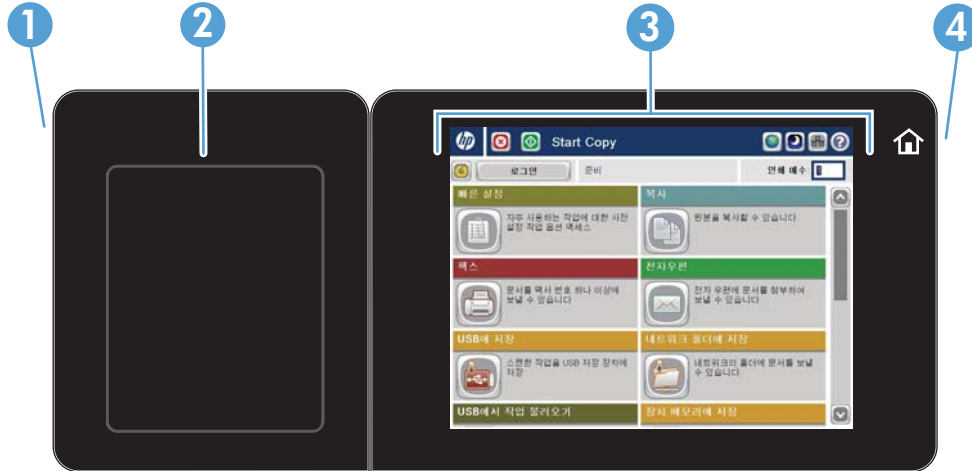 1
2
3
4
hp
Start Copy
?
로그인
준비
인쇄 매수:
1
빠른 설정
자주 사용하는 작업에 대한 사전
설정 작업 옵션 액세스
복사
원본을 복사할 수 있습니다.
팩스
문서를 팩서 번호 하나 이상에
보낼 수 있습니다
전자우편
전자 우편에 문서를 첨부하여
보낼 수 있습니다
USB에 저장
스캔한 작업을 USB 저장 장치에
저장
네트워크 폴더에 저장
네트워크의 폴더에 문서를 보낼
수 있습니다
USB에서 작업 불러오기
장치 메모리에 저장